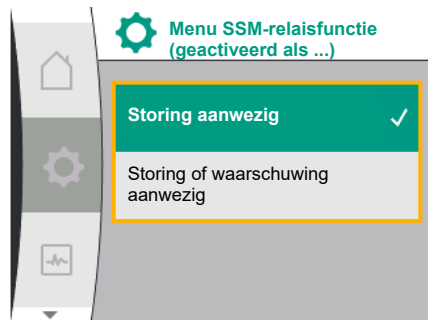 Menu SSM-relaisfunctie
(geactiveerd als ...)
Storing aanwezig
Storing of waarschuwing
aanwezig